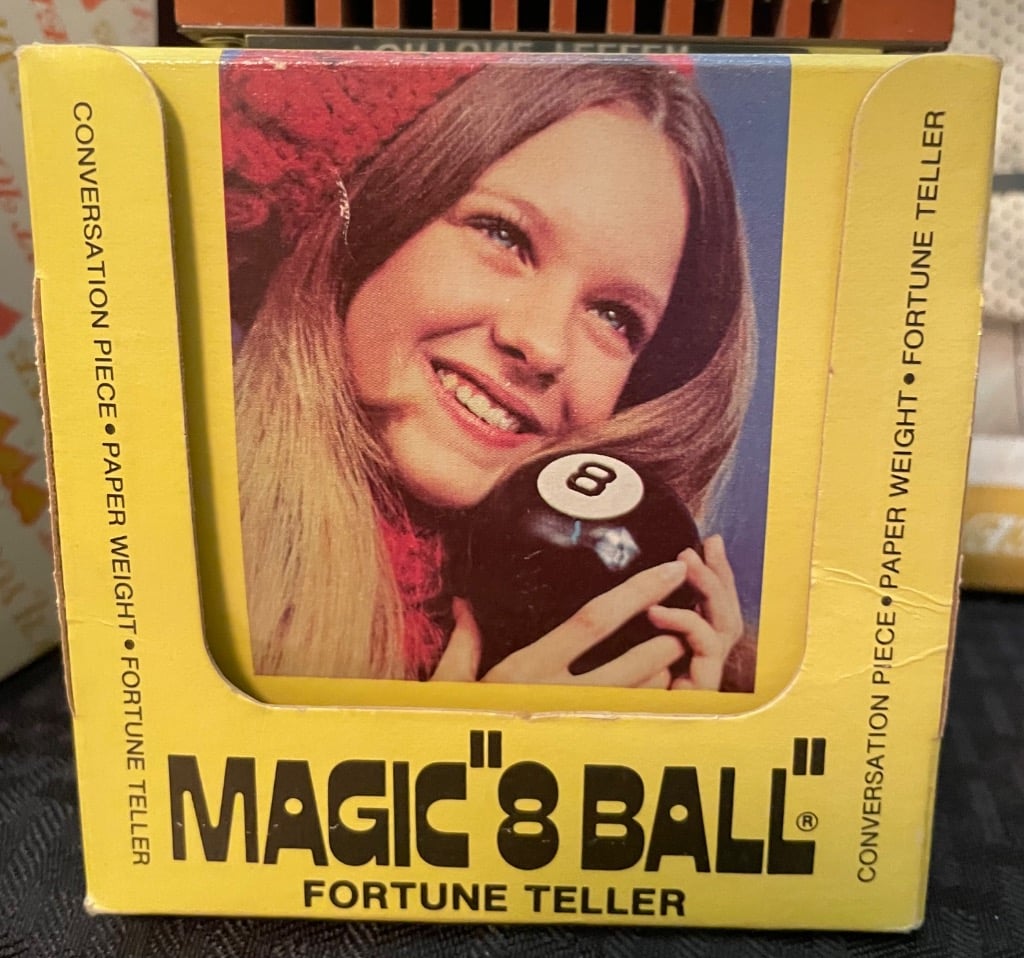 CONVERSATION PIECE • PAPER WEIGHT • FORTUNE TELLER
8
CONVERSATION PIECE • PAPER WEIGHT • FORTUNE TELLER
MAGIC "8 BALL"®
FORTUNE TELLER